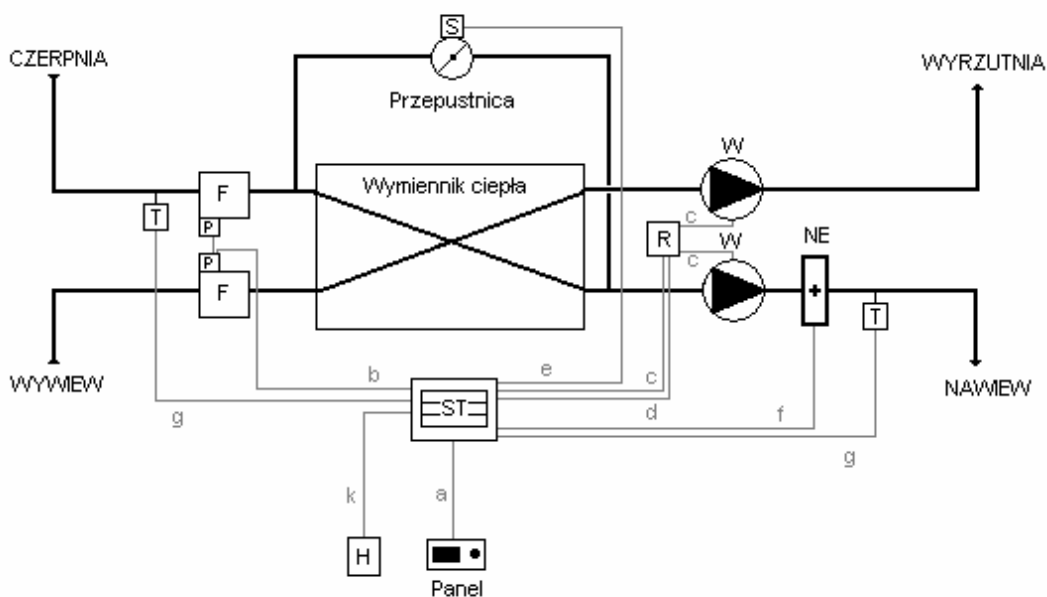 S
CZERPNIA
WYRZUTNIA
Przepustnica
W
Wymiennik ciepła
F
T
P
c
R
W
NE
P
c
F
T
WYWIEW
b
e
c
NAWIEW
g
ST
d
f
g
k
a
H
Panel